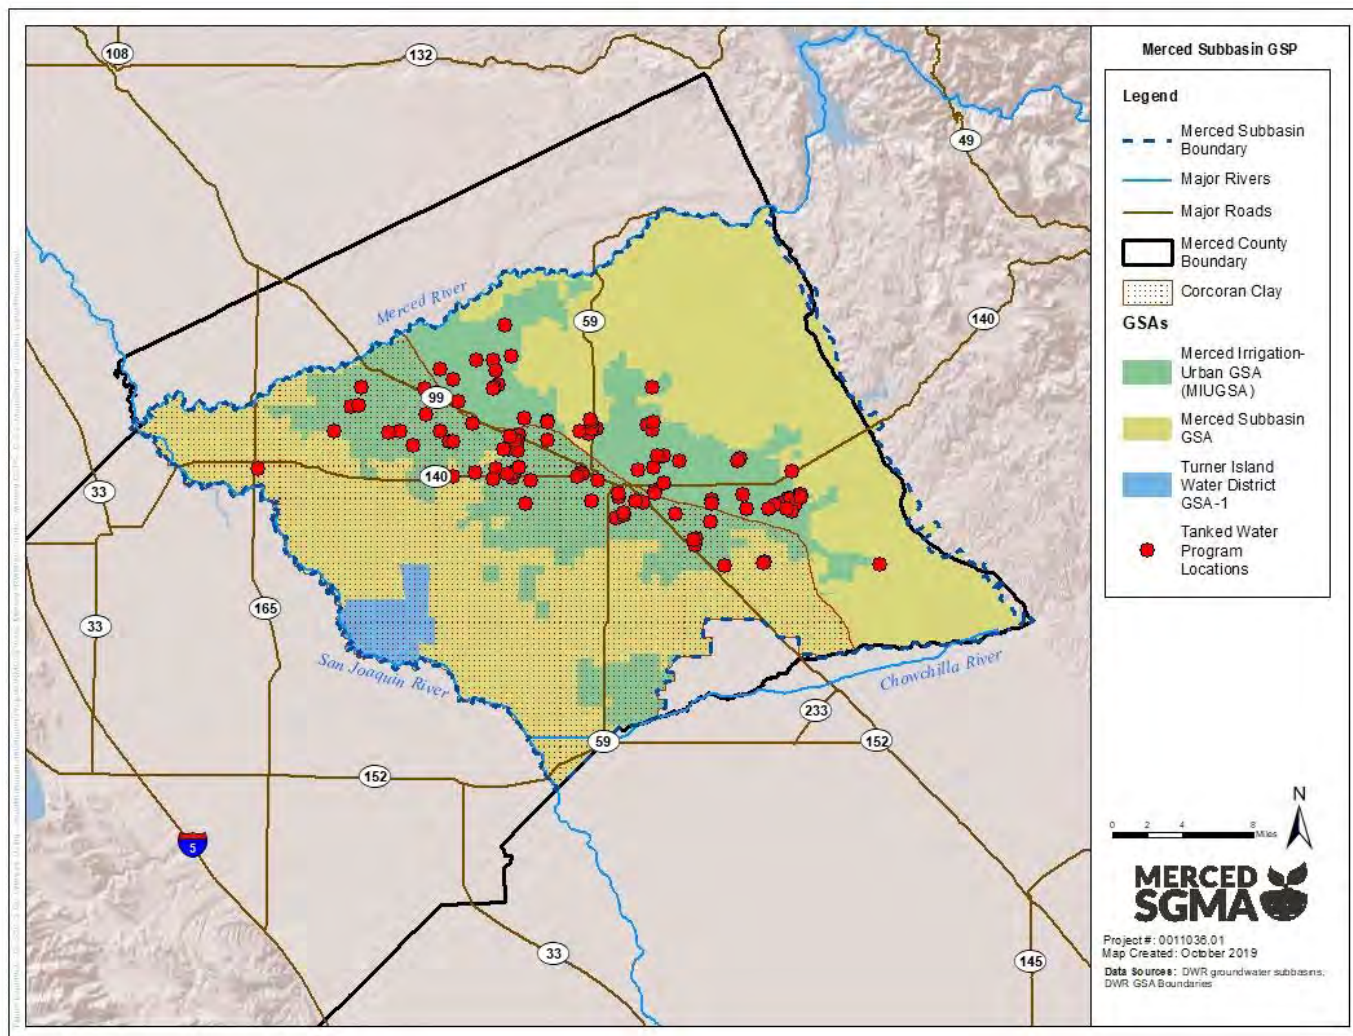 108
132
49
Merced River
59
140
99
140
33
165
33
San Joaquin River
Chowchilla River
233
59
152
152
5
33
145
Merced Subbasin GSP
Legend
Merced Subbasin
Boundary
Major Rivers
Major Roads
Merced County
Boundary
Corcoran Clay
GSAs
Merced Irrigation-
Urban GSA
(MIUGSA)
Merced Subbasin
GSA
Turner Island
Water District
GSA-1
Tanked Water
Program
Locations
N
0 2 4 8
Miles
MERCED
SGMA
Project #: 0011036.01
Map Created: October 2019
Data Sources: DWR groundwater subbasins,
DWR GSA Boundaries